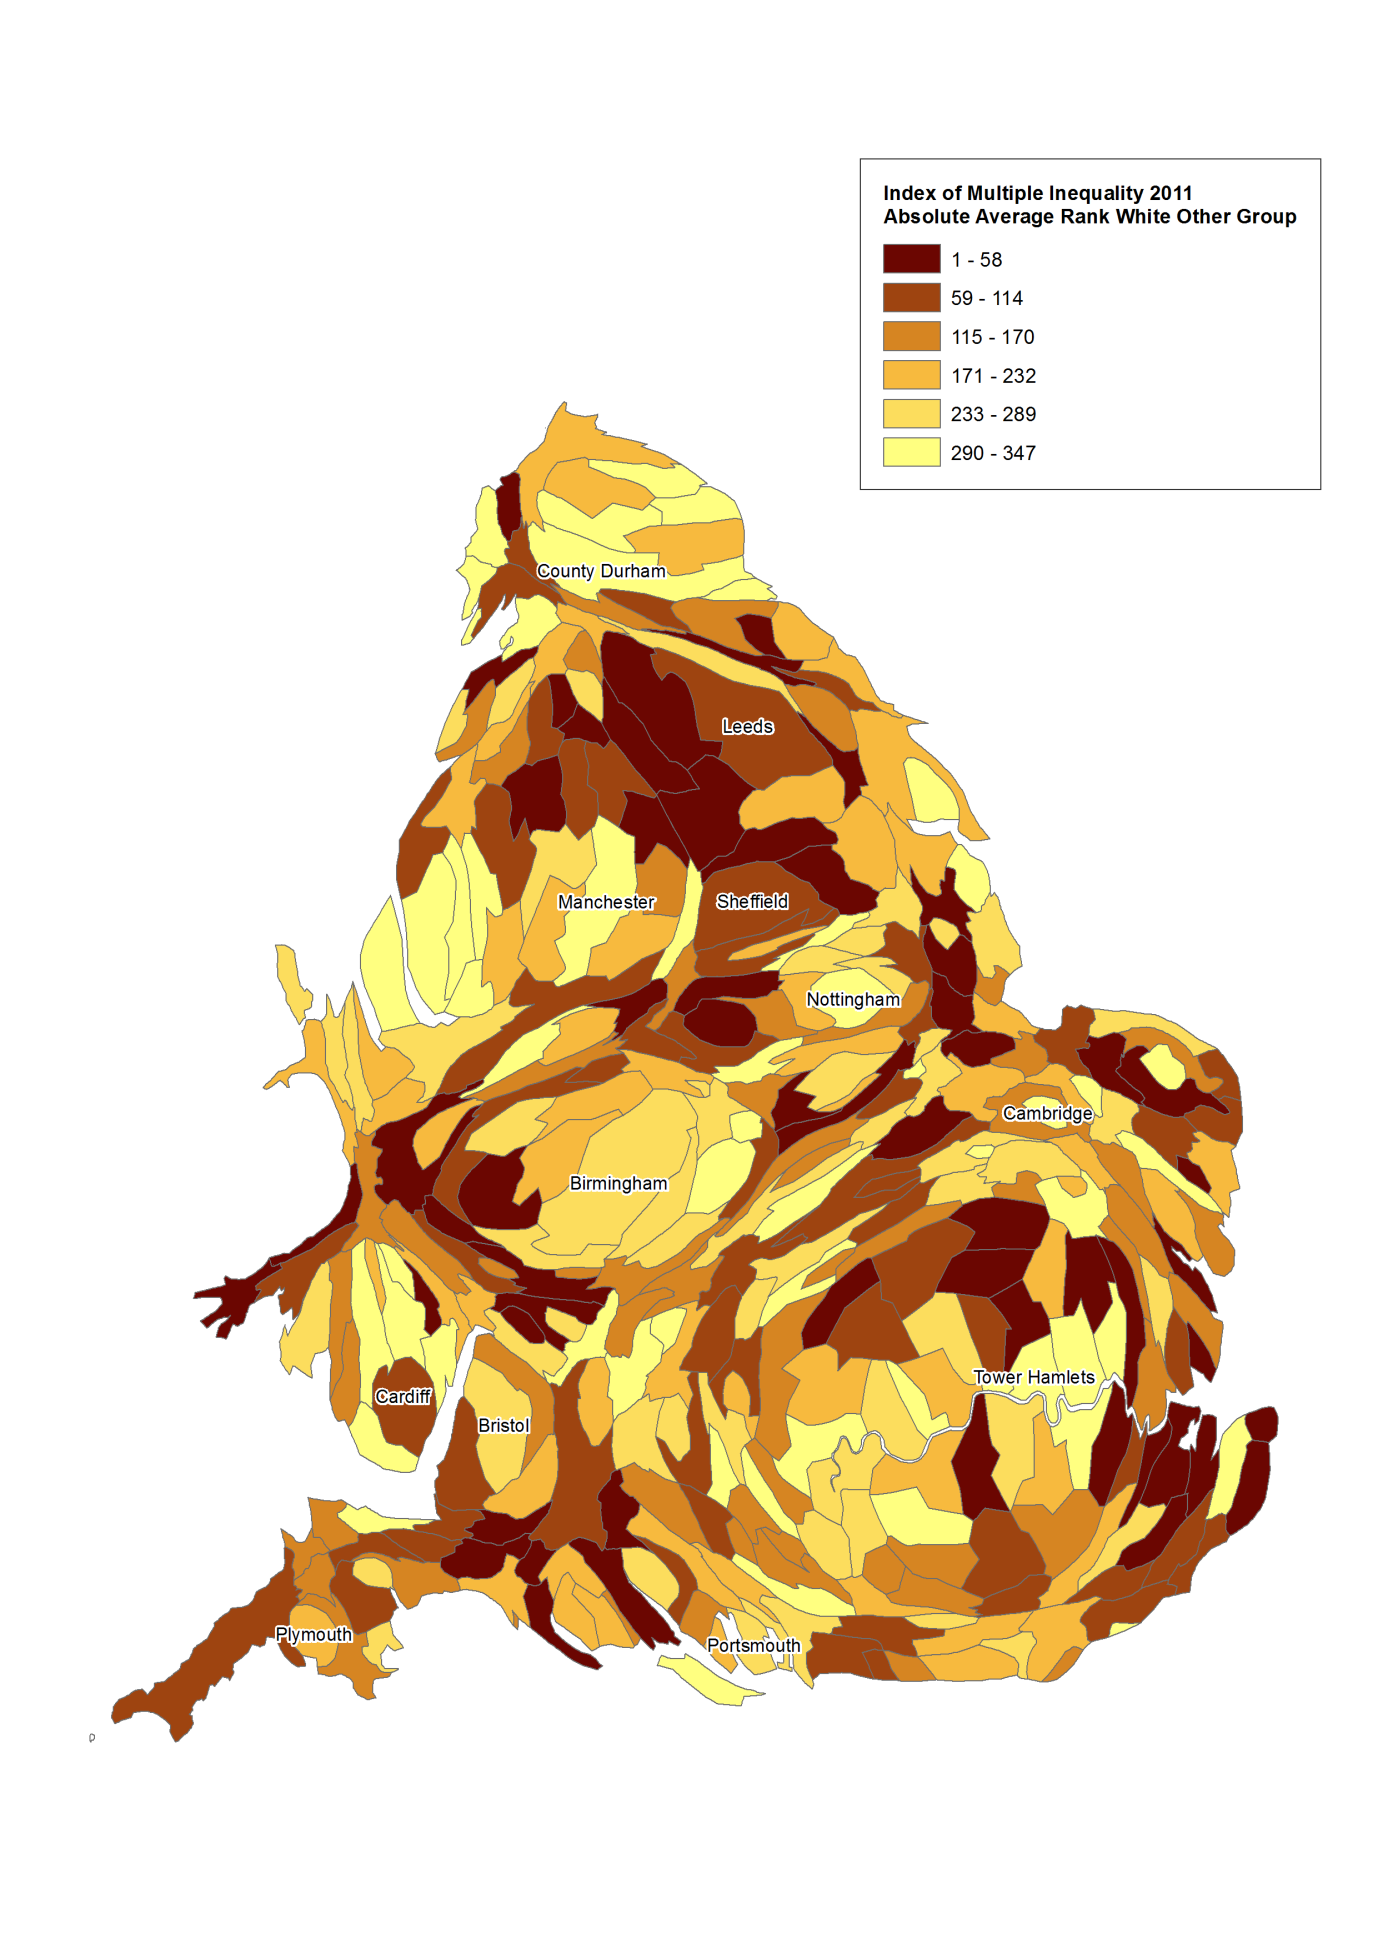 Index of Multiple Inequality 2011
Absolute Average Rank White Other Group
1 - 58
59 - 114
115 - 170
171 - 232
233 - 289
290 - 347
County Durham
Leeds
Manchester
Sheffield
Nottingham
Cambridge
Birmingham
Tower Hamlets
Cardiff
Bristol
Plymouth
Portsmouth